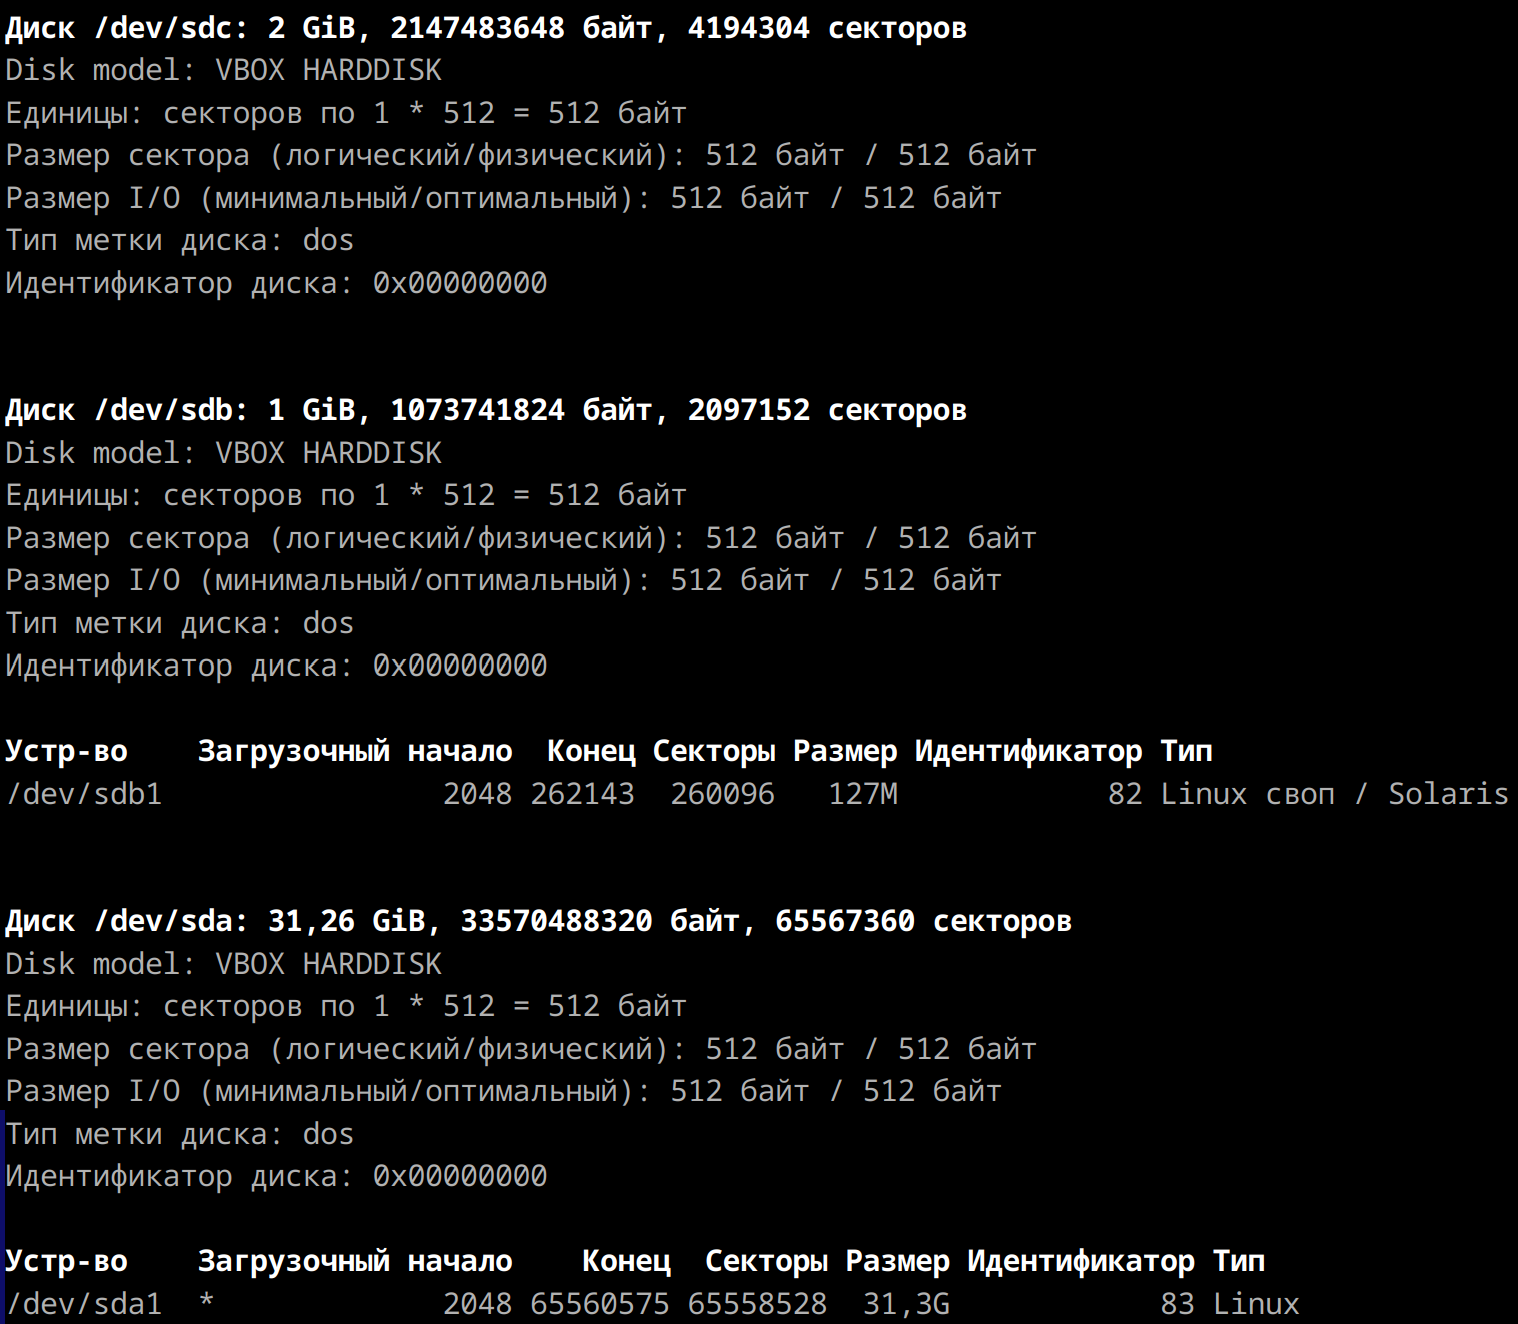 Диск /dev/sdc: 2 GiB, 2147483648 байт, 4194304 секторов
Disk model: VBOX HARDDISK
Единицы: секторов по 1 * 512 = 512 байт
Размер сектора (логический/физический): 512 байт / 512 байт
Размер I/O (минимальный/оптимальный): 512 байт / 512 байт
Тип метки диска: dos
Идентификатор диска: 0x00000000
Диск /dev/sdb: 1 GiB, 1073741824 байт, 2097152 секторов
Disk model: VBOX HARDDISK
Единицы: секторов по 1 * 512 = 512 байт
Размер сектора (логический/физический): 512 байт / 512 байт
Размер I/O (минимальный/оптимальный): 512 байт / 512 байт
Тип метки диска: dos
Идентификатор диска: 0x00000000
Устр-во    Загрузочный начало  Конец Секторы Размер Идентификатор Тип
/dev/sdb1                2048 262143  260096   127M            82 Linux своп / Solaris
Диск /dev/sda: 31,26 GiB, 33570488320 байт, 65567360 секторов
Disk model: VBOX HARDDISK
Единицы: секторов по 1 * 512 = 512 байт
Размер сектора (логический/физический): 512 байт / 512 байт
Размер I/O (минимальный/оптимальный): 512 байт / 512 байт
Тип метки диска: dos
Идентификатор диска: 0x00000000
Устр-во    Загрузочный начало    Конец  Секторы Размер Идентификатор Тип
/dev/sda1  *             2048 65560575 65558528  31,3G            83 Linux